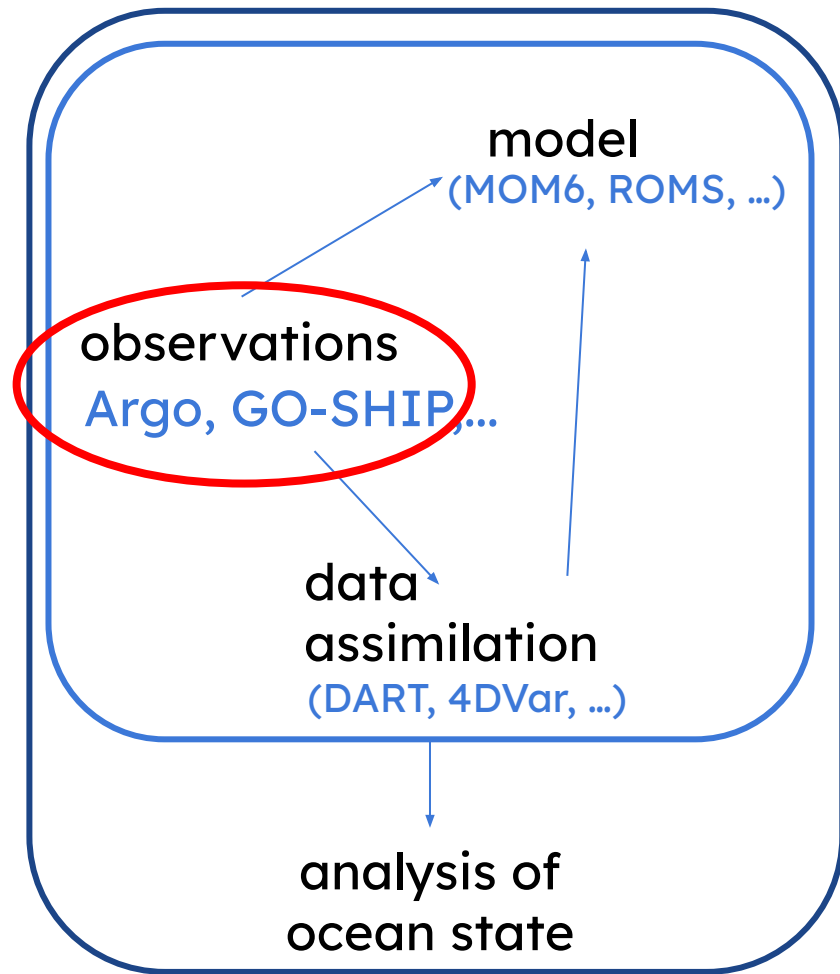 model
(MOM6, ROMS, …)
observations
Argo, GO-SHIP,…
data
assimilation
(DART, 4DVar, …)
analysis of
ocean state